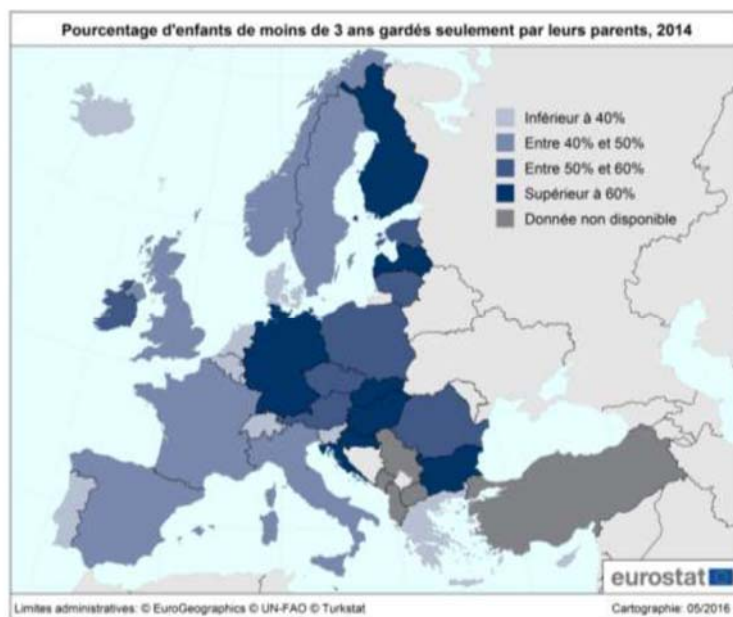 Pourcentage d'enfants de moins de 3 ans gardés seulement par leurs parents, 2014
Inférieur à 40%
Entre 40% et 50%
Entre 50% et 60%
Supérieur à 60%
Donnée non disponible
eurostat
Limites administratives: © EuroGeographics © UN-FAO © Turkstat
Cartographie: 05/2016